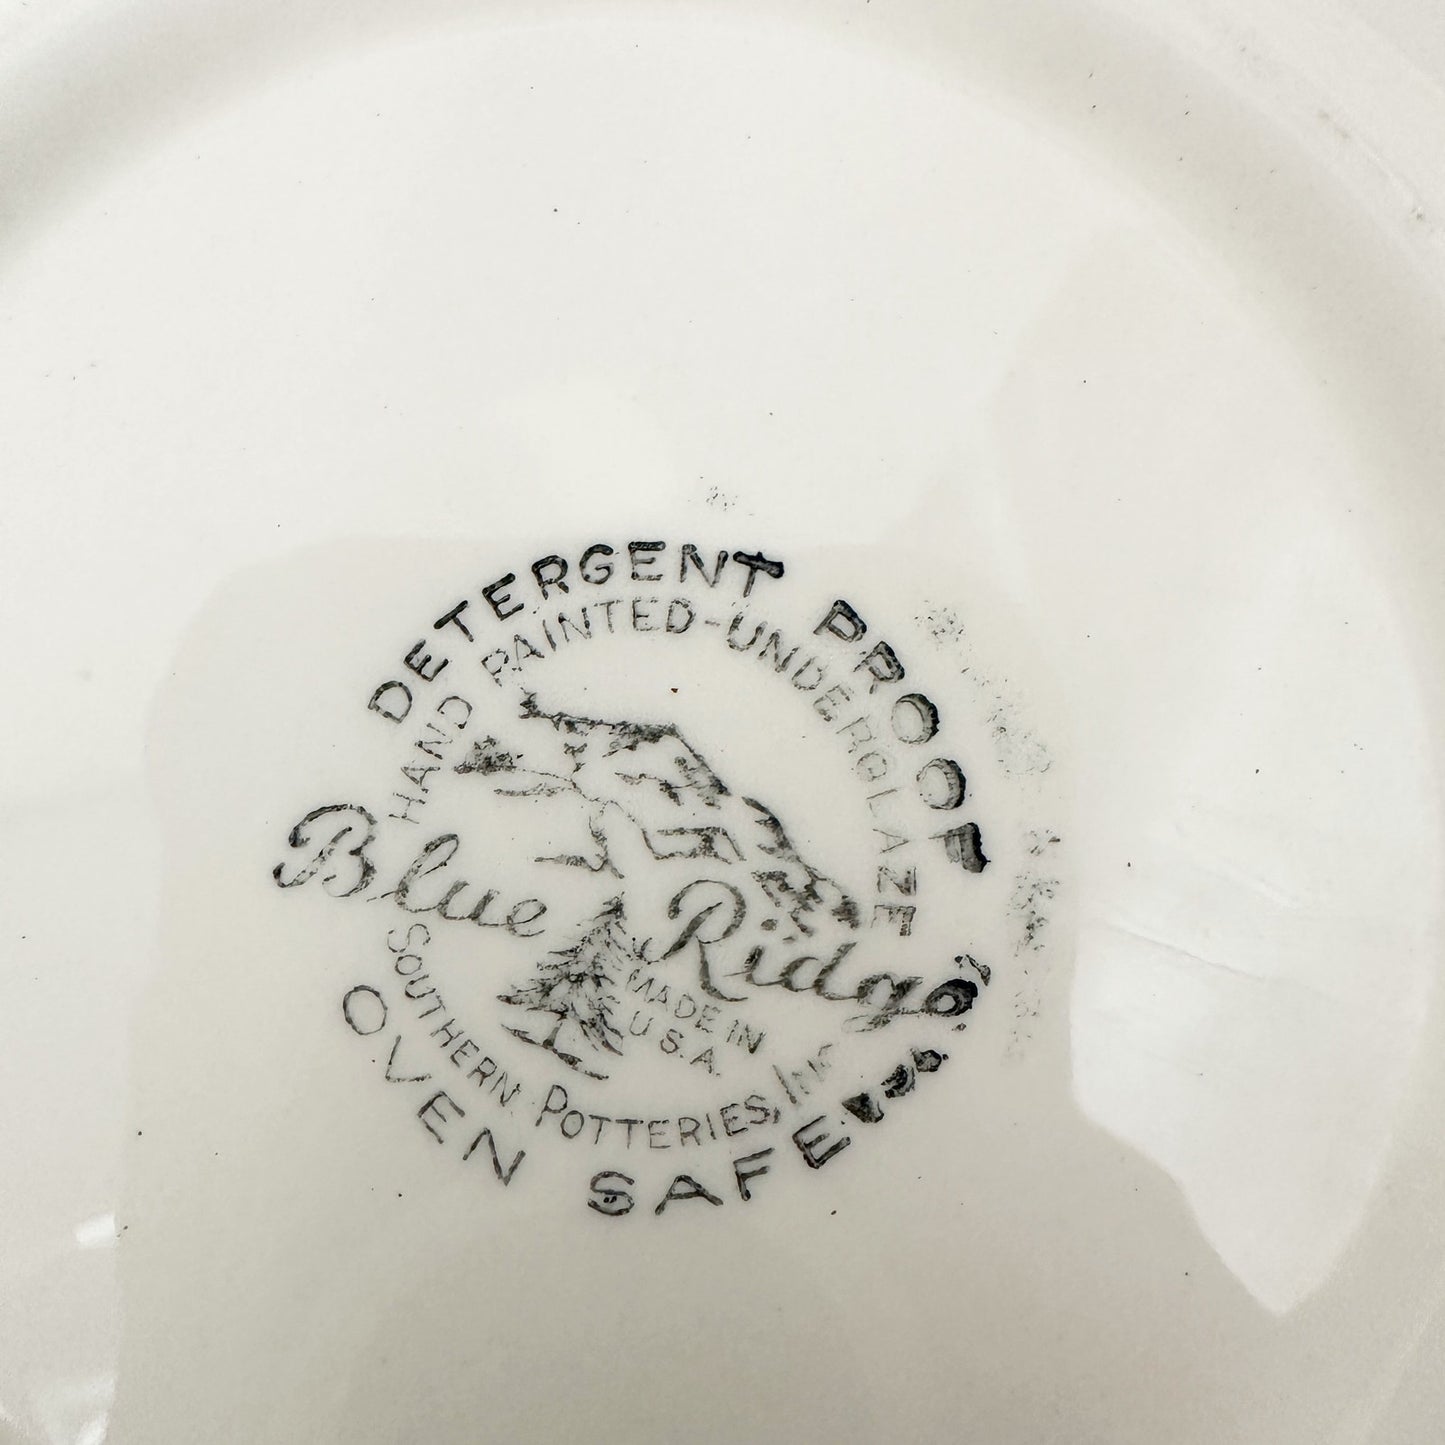 DETERGENT PROOF
HAND PAINTED-UNDERGLAZE
Blue Ridge
MADE IN
U.S.A.
SOUTHERN POTTERIES, INC
OVEN SAFE